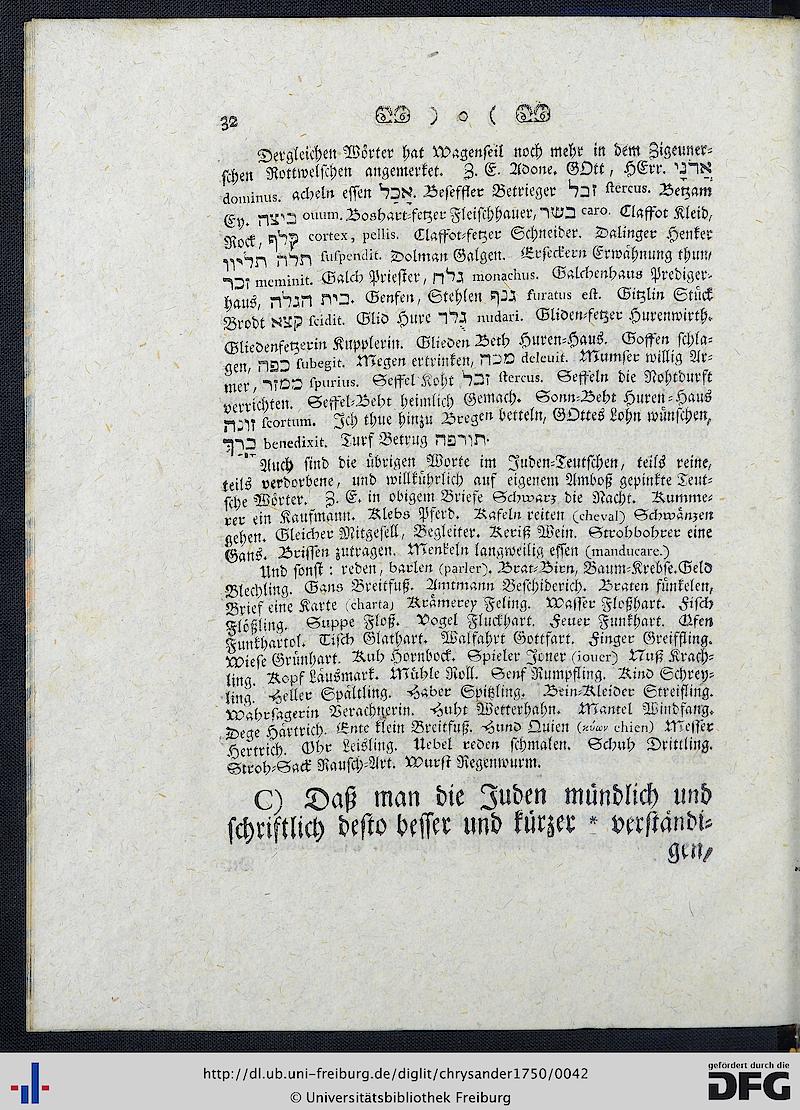 32 ) o (
Dergleichen Wörter hat Wagenseil noch mehr in dem Zigeuner-
schen Rottwelschen angemerket. Z. E. Adone. GOtt, HErr. אֲדֹנָי
dominus. acheln essen אָכַל. Beseffler Betrieger זבל stercus. Betzam
Ey. ביצה ouum. Boshart-fetzer Fleischhauer, בשר caro. Claffot Kleid,
Rock, קלף cortex, pellis. Claffot-fetzer Schneider. Dalinger Henker
תלה תליון suspendit. Dolman Galgen. Erseckern Erwähnung thun,
זכר meminit. Galch Priester, גלח monachus. Galchenhaus Prediger-
haus, בית הגלה. Genfen, Stehlen גנף furatus est. Gitzlin Stück
Brodt קצא scidit. Glid Hure גלד nudari. Gliden-fetzer Hurenwirth.
Gliedenfetzerin Kupplerin. Glieden Beth Huren-Haus. Goffen schla-
gen, כפה subegit. Megen ertrinken, מכה deleuit. Mumser willig Ar-
mer, ממזר spurius. Seffel Koht זבל stercus. Seffeln die Nohtdurft
verrichten. Seffel-Beht heimlich Gemach. Sonn-Beht Huren-Haus
זונה scortum. Ich thue hinzu Bregen betteln, GOttes Lohn wünschen,
ברך benedixit. Turf Betrug תורפה.
Auch sind die übrigen Worte im Juden-Teutschen, teils reine,
teils verdorbene, und willkührlich auf eigenem Amboß gepinkte Teut-
sche Wörter. Z. E. in obigem Briefe Schwarz die Nacht. Kumme-
rer ein Kaufmann. Klebs Pferd. Kafeln reiten (cheval) Schwänzen
gehen. Gleicher Mitgesell, Begleiter. Keriß Wein. Strohbohrer eine
Gans. Brissen zutragen. Menkeln langweilig essen (manducare.)
Und sonst: reden, barlen (parler). Brat-Birn, Baum-Krebse. Geld
Blechling. Gans Breitfuß. Amtmann Beschiderich. Braten fünkelen,
Brief eine Karte (charta) Krämerey Feling. Wasser Floßhart. Fisch
Flößling. Suppe Floß. Vogel Fluckhart. Feuer Funkhart. Ofen
Funkhartol. Tisch Glathart. Walfahrt Gottfart. Finger Greiffling.
Wiese Grünhart. Kuh Hornbock. Spieler Joner (jouer) Nuß Krach-
ling. Kopf Läusmark. Mühle Roll. Senf Rumpfling. Kind Schrey-
ling. Heller Spältling. Haber Spitzling. Bein-Kleider Streifling.
Wahrsagerin Verachnerin. Huht Wetterhahn. Mantel Windfang.
Dege Härtrich. Ente klein Breitfuß. Hund Quien (κύων chien) Messer
Hertrich. Ohr Leisling. Uebel reden schmalen. Schuh Drittling.
Stroh-Sack Rausch-Art. Wurst Regenwurm.
C) Daß man die Juden mündlich und
schriftlich desto besser und kürzer * verständi-
gen,
http://dl.ub.uni-freiburg.de/diglit/chrysander1750/0042
© Universitätsbibliothek Freiburg
gefördert durch die
DFG